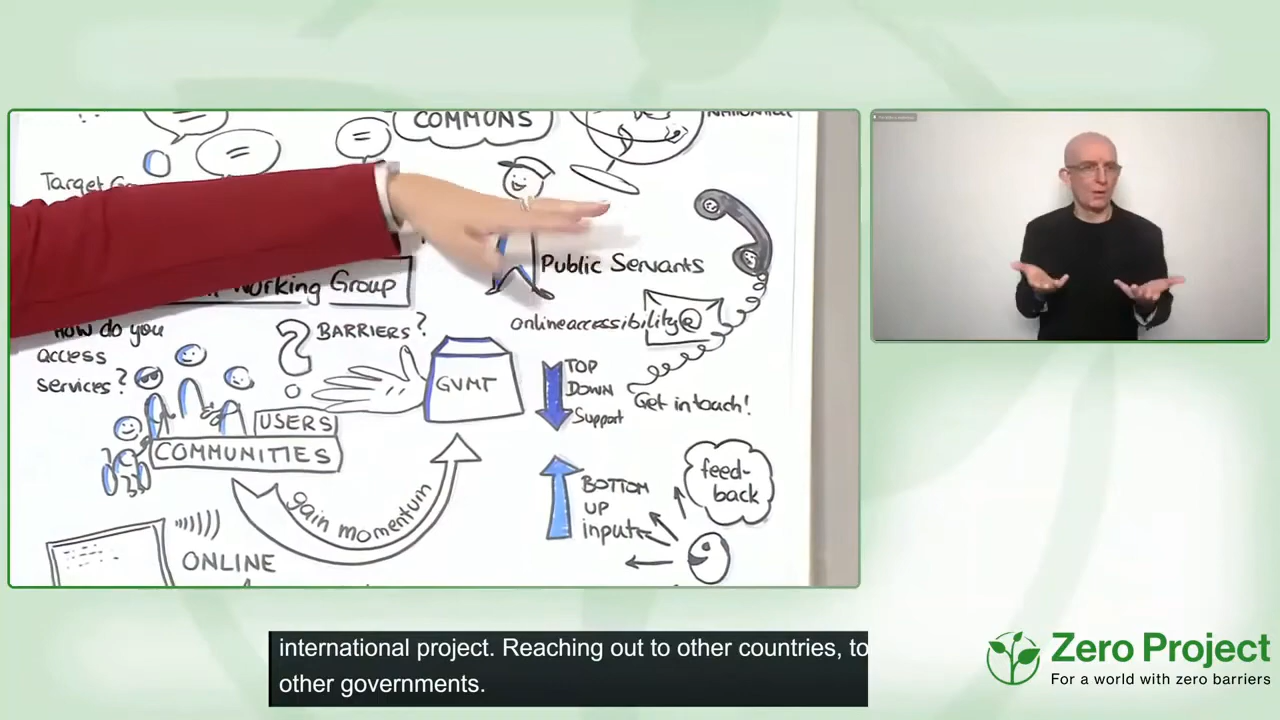 COMMONS
Target
Working Group
Public Servants
How do you
access
services?
BARRIERS?
onlineaccessibility@
GVMT
TOP
DOWN
Support
Get in touch!
USERS
COMMUNITIES
gain momentum
BOTTOM
UP
input
feed-
back
ONLINE
international project. Reaching out to other countries, to
other governments.
Zero Project
For a world with zero barriers